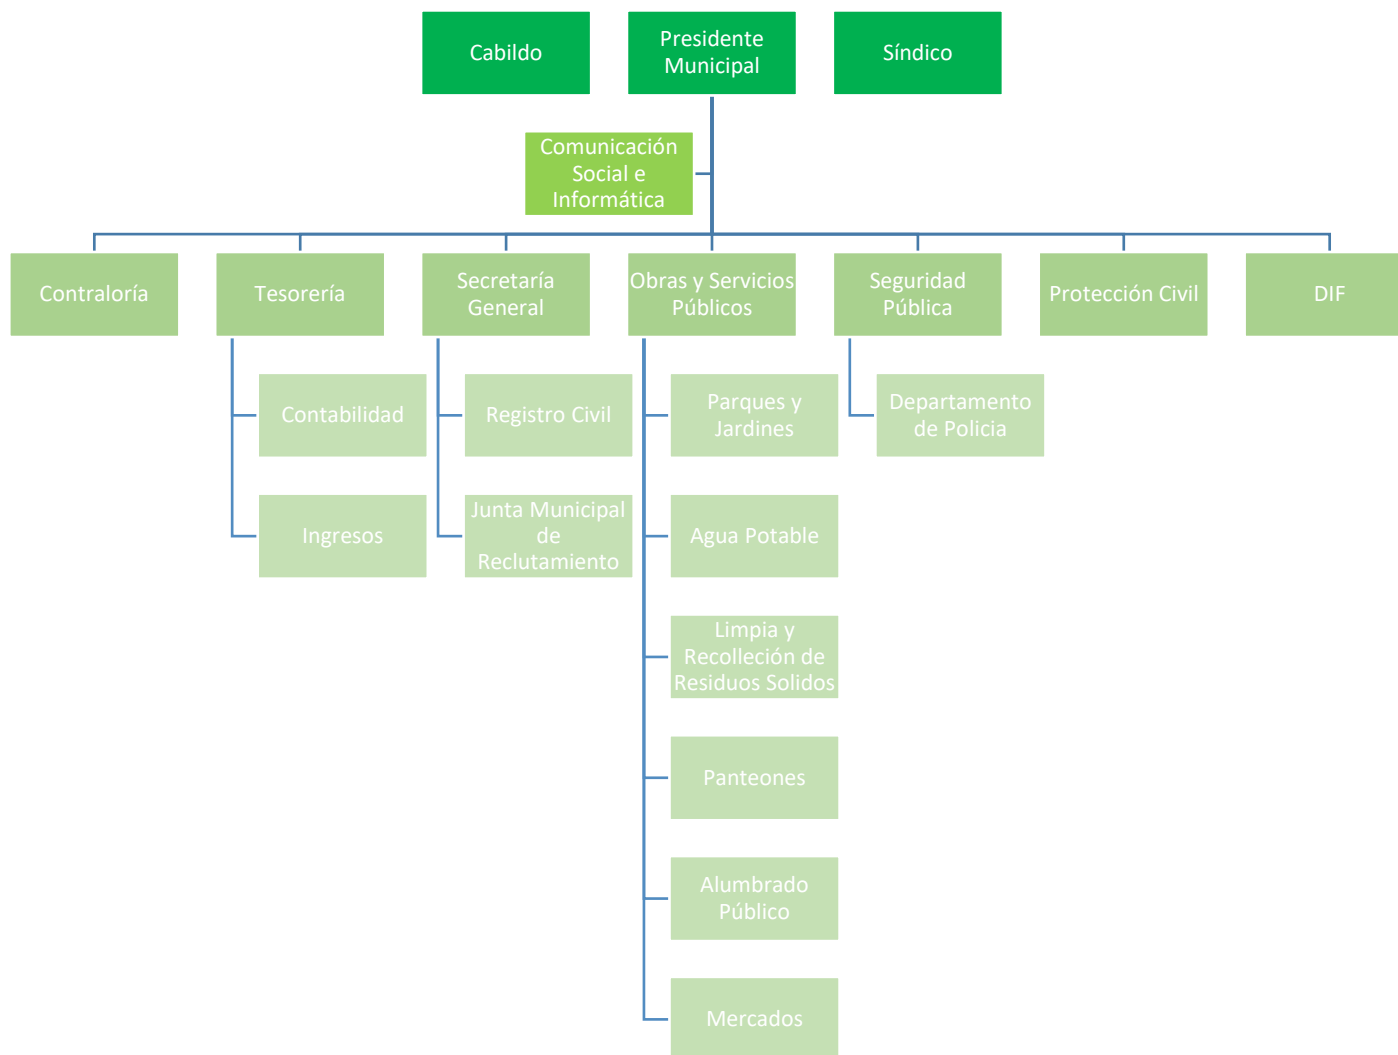 Cabildo
Presidente
Municipal
Síndico
Comunicación
Social e
Informática
Contraloría
Tesorería
Secretaría
General
Obras y Servicios
Públicos
Seguridad
Pública
Protección Civil
DIF
Contabilidad
Registro Civil
Parques y
Jardines
Departamento
de Policia
Ingresos
Junta Municipal
de
Reclutamiento
Agua Potable
Limpia y
Recolleción de
Residuos Solidos
Panteones
Alumbrado
Público
Mercados